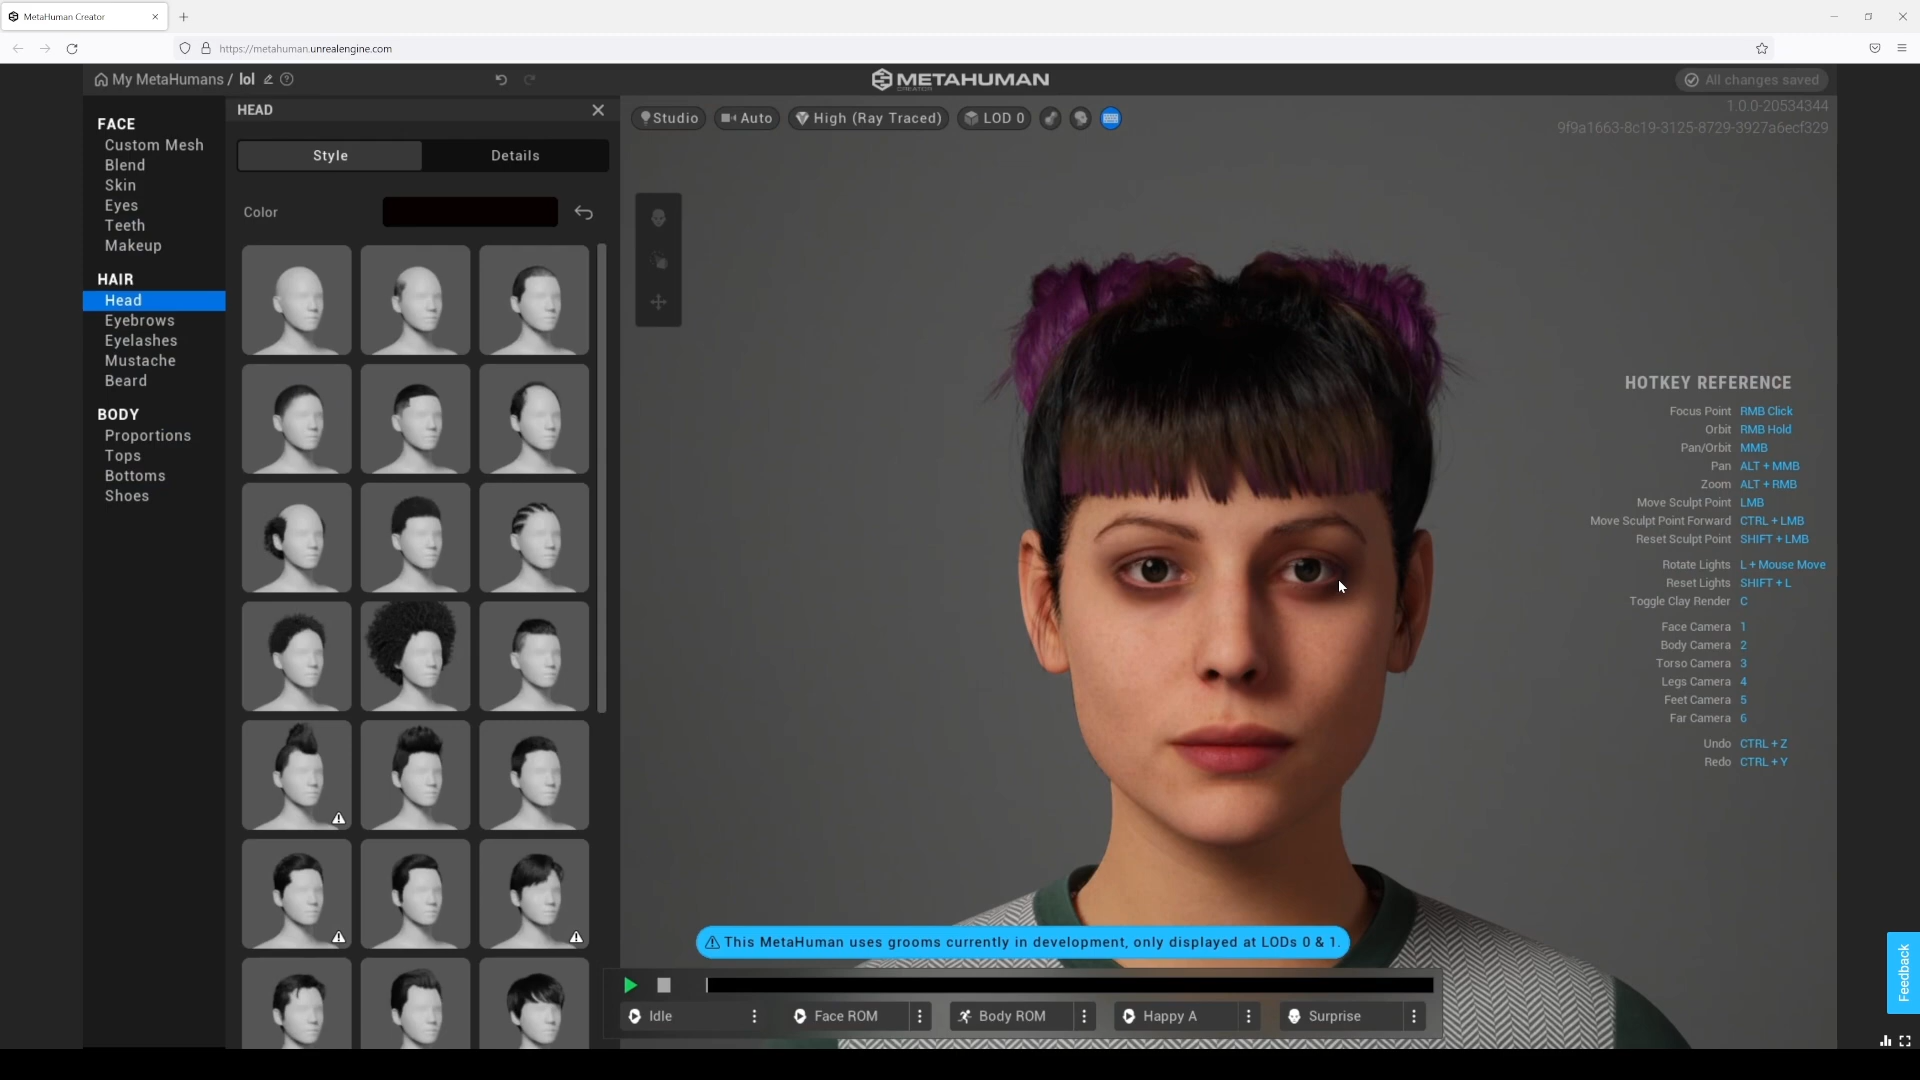 MetaHuman Creator
https://metahuman.unrealengine.com
My MetaHumans / lol
METAHUMAN
CREATOR
All changes saved
1.0.0-20534344
9f9a1663-8c19-3125-8729-3927a6ecf329
FACE
Custom Mesh
Blend
Skin
Eyes
Teeth
Makeup
HAIR
Head
Eyebrows
Eyelashes
Mustache
Beard
BODY
Proportions
Tops
Bottoms
Shoes
HEAD
Style
Details
Color
Studio
Auto
High (Ray Traced)
LOD 0
HOTKEY REFERENCE
Focus Point RMB Click
Orbit RMB Hold
Pan/Orbit MMB
Pan ALT + MMB
Zoom ALT + RMB
Move Sculpt Point LMB
Move Sculpt Point Forward CTRL + LMB
Reset Sculpt Point SHIFT + LMB
Rotate Lights L + Mouse Move
Reset Lights SHIFT + L
Toggle Clay Render C
Face Camera 1
Body Camera 2
Torso Camera 3
Legs Camera 4
Feet Camera 5
Far Camera 6
Undo CTRL + Z
Redo CTRL + Y
This MetaHuman uses grooms currently in development, only displayed at LODs 0 & 1.
Idle
Face ROM
Body ROM
Happy A
Surprise
Feedback